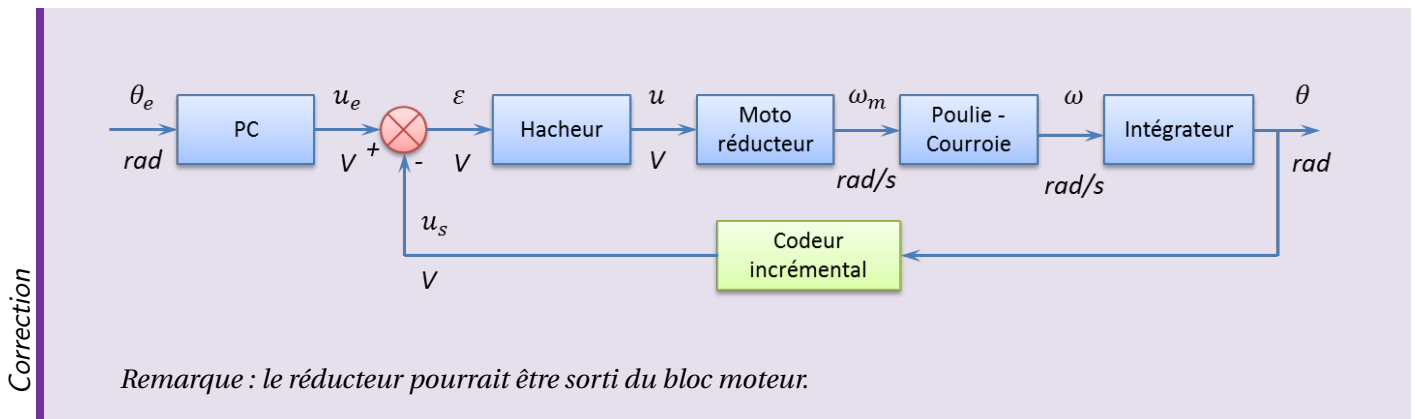 θₑ
PC
uₑ
ε
Hacheur
u
Moto
réducteur
ωₘ
Poulie -
Courroie
ω
Intégrateur
θ
rad
V
+
-
V
V
rad/s
rad/s
rad
uₛ
V
Codeur
incrémental
Correction
Remarque : le réducteur pourrait être sorti du bloc moteur.